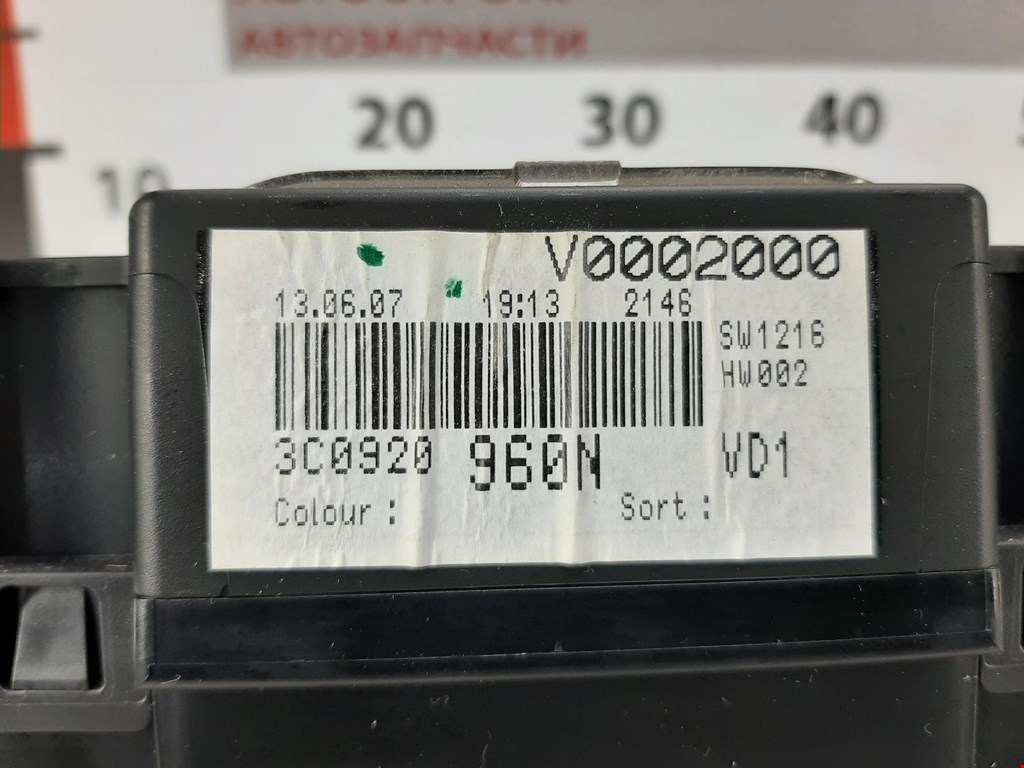 АВТОЗАПЧАСТИ
10 20 30 40
V0002000
13.06.07 19:13 2146
SW1216
HW002
3C0920 960N VD1
Colour : Sort :